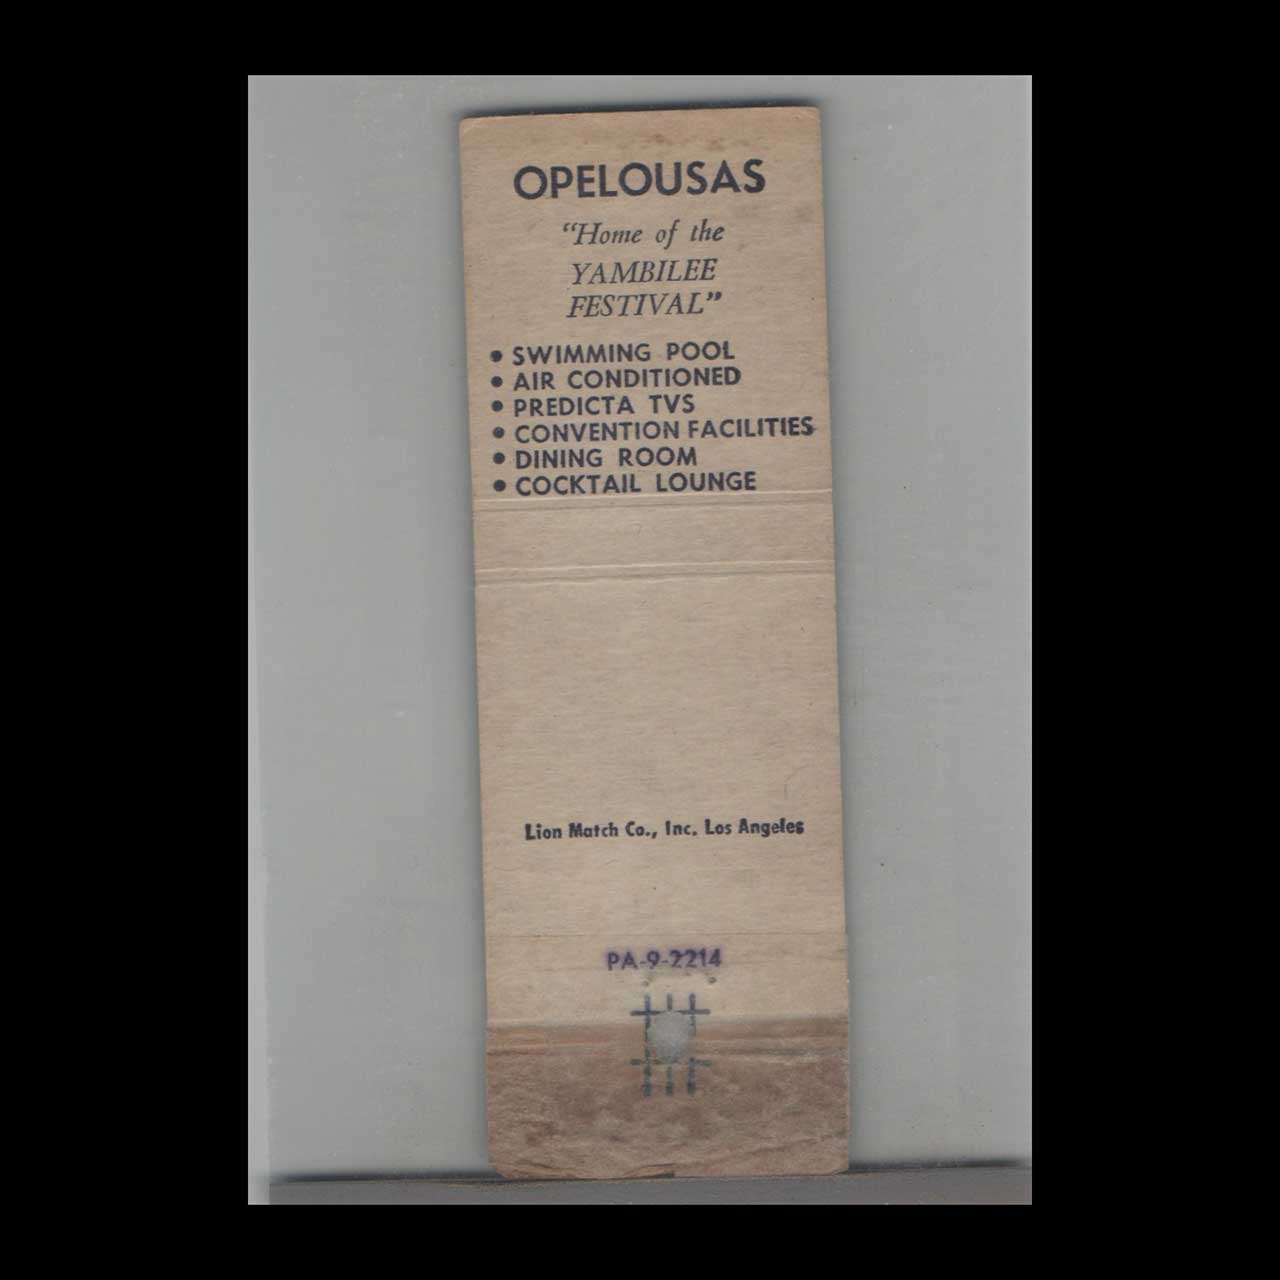 OPELOUSAS
"Home of the
YAMBILEE
FESTIVAL"
• SWIMMING POOL
• AIR CONDITIONED
• PREDICTA TVS
• CONVENTION FACILITIES
• DINING ROOM
• COCKTAIL LOUNGE
Lion Match Co., Inc. Los Angeles
PA-9-2214